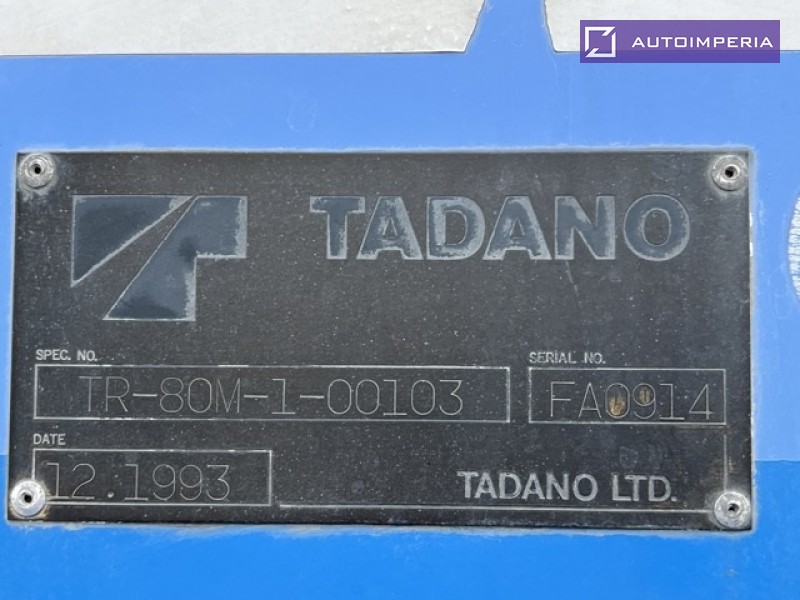 AUTOIMPERIA
TADANO
SPEC. NO.
TR-80M-1-00103
SERIAL NO.
FA0914
DATE
12.1993
TADANO LTD.